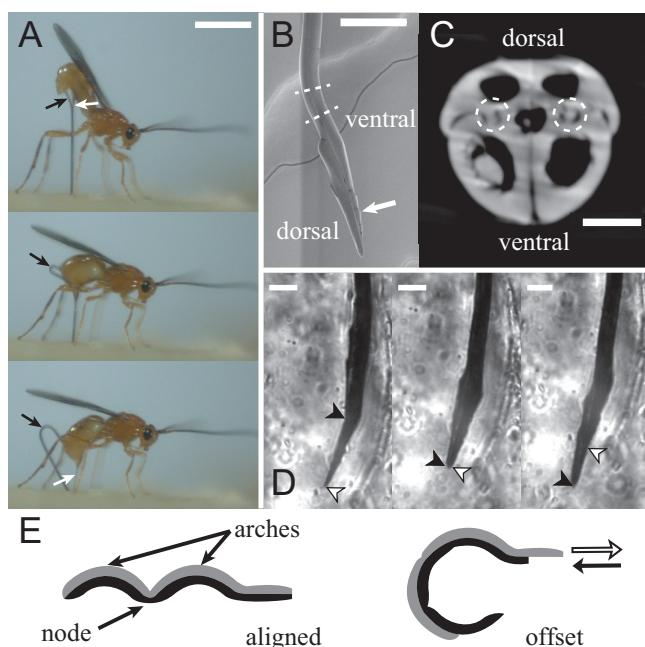 A
B
C
dorsal
ventral
dorsal
ventral
D
E
arches
node
aligned
offset